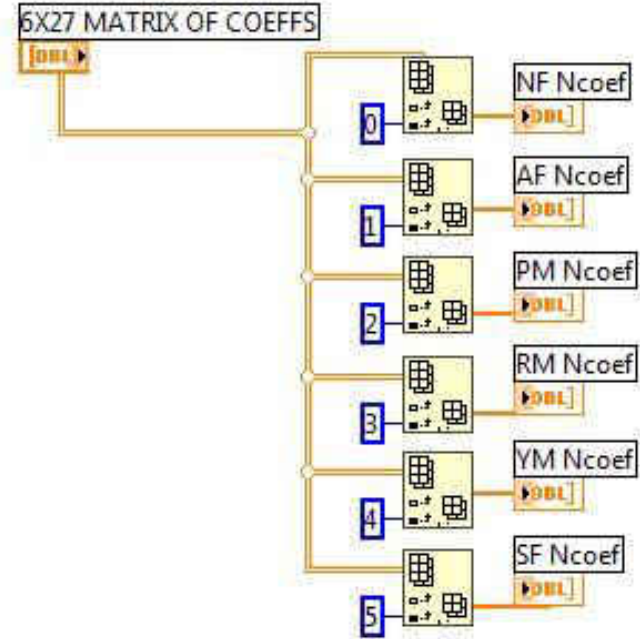 6X27 MATRIX OF COEFFS
[DBL]
NF Ncoef
0
DBL]
AF Ncoef
1
DBL]
PM Ncoef
2
DBL]
RM Ncoef
3
DBL]
YM Ncoef
4
DBL]
SF Ncoef
5
DBL]